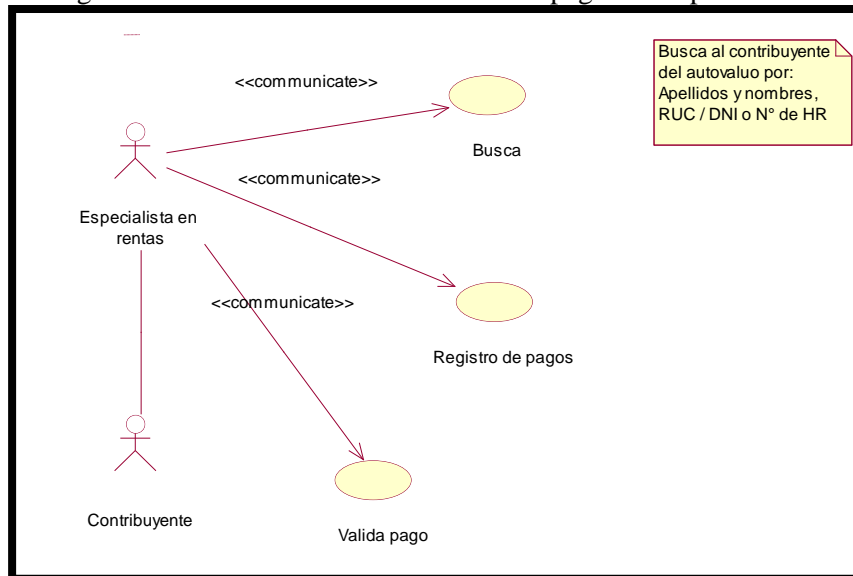 <<communicate>>
Busca
Busca al contribuyente
del autovaluo por:
Apellidos y nombres,
RUC / DNI o N° de HR
<<communicate>>
Especialista en
rentas
<<communicate>>
Registro de pagos
Contribuyente
Valida pago